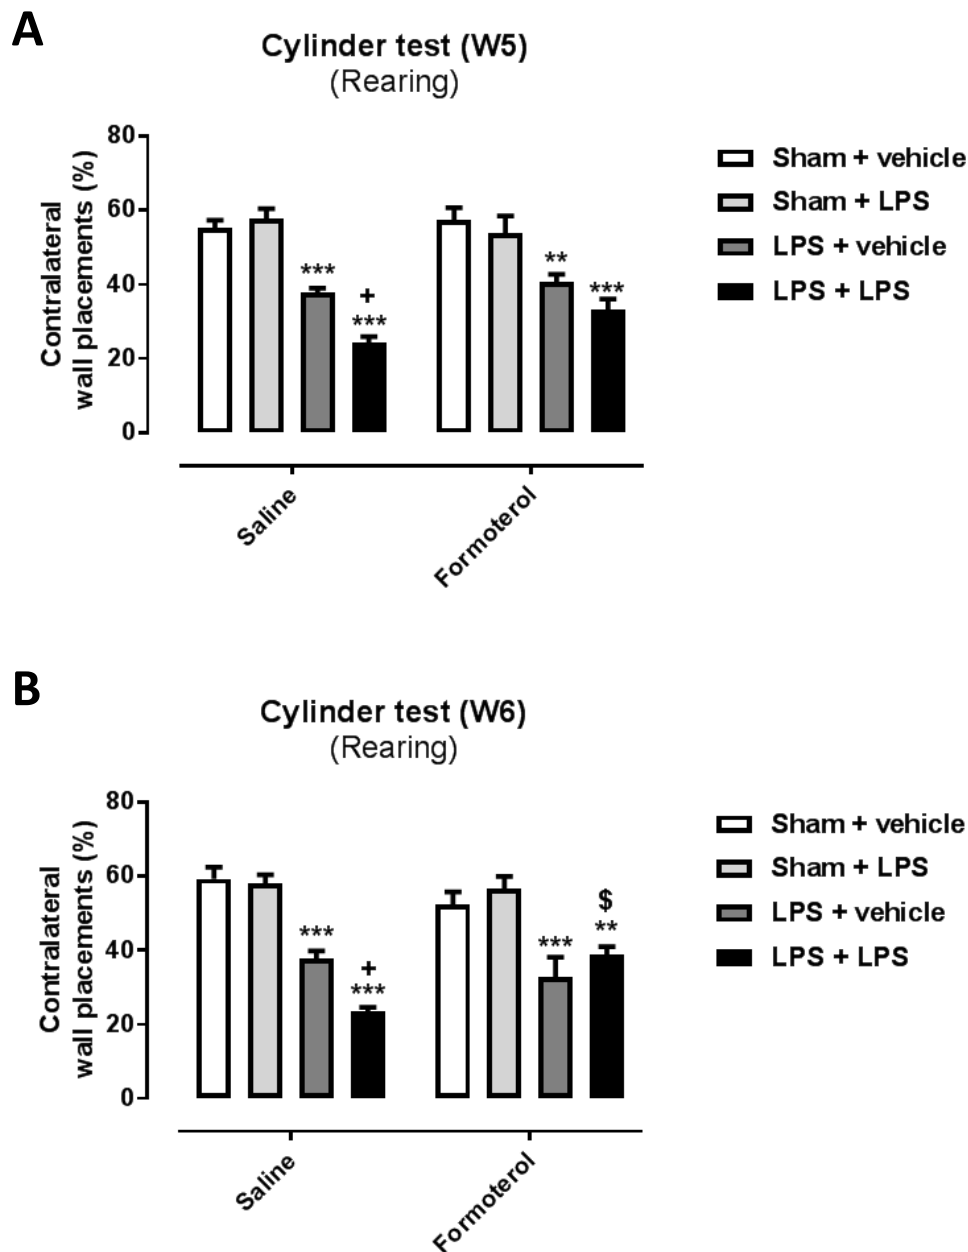 A
Cylinder test (W5)
(Rearing)
Contralateral
wall placements (%)
80
60
40
20
0
***
+
***
**
***
Saline
Formoterol
Sham + vehicle
Sham + LPS
LPS + vehicle
LPS + LPS
B
Cylinder test (W6)
(Rearing)
Contralateral
wall placements (%)
80
60
40
20
0
***
+
***
***
$
**
Saline
Formoterol
Sham + vehicle
Sham + LPS
LPS + vehicle
LPS + LPS